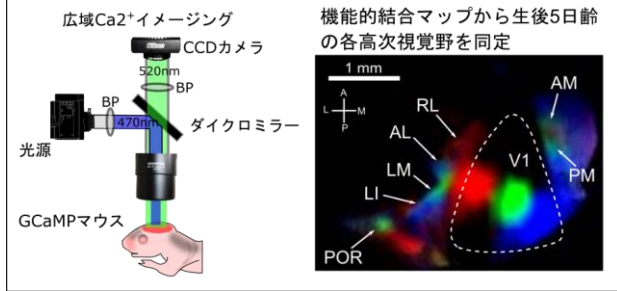 広域Ca2+イメージング
CCDカメラ
520nm
BP
BP
470nm
ダイクロミラー
光源
GCaMPマウス
機能的結合マップから生後5日齢
の各高次視覚野を同定
1 mm
A
L
M
P
RL
AM
AL
V1
LM
PM
LI
POR